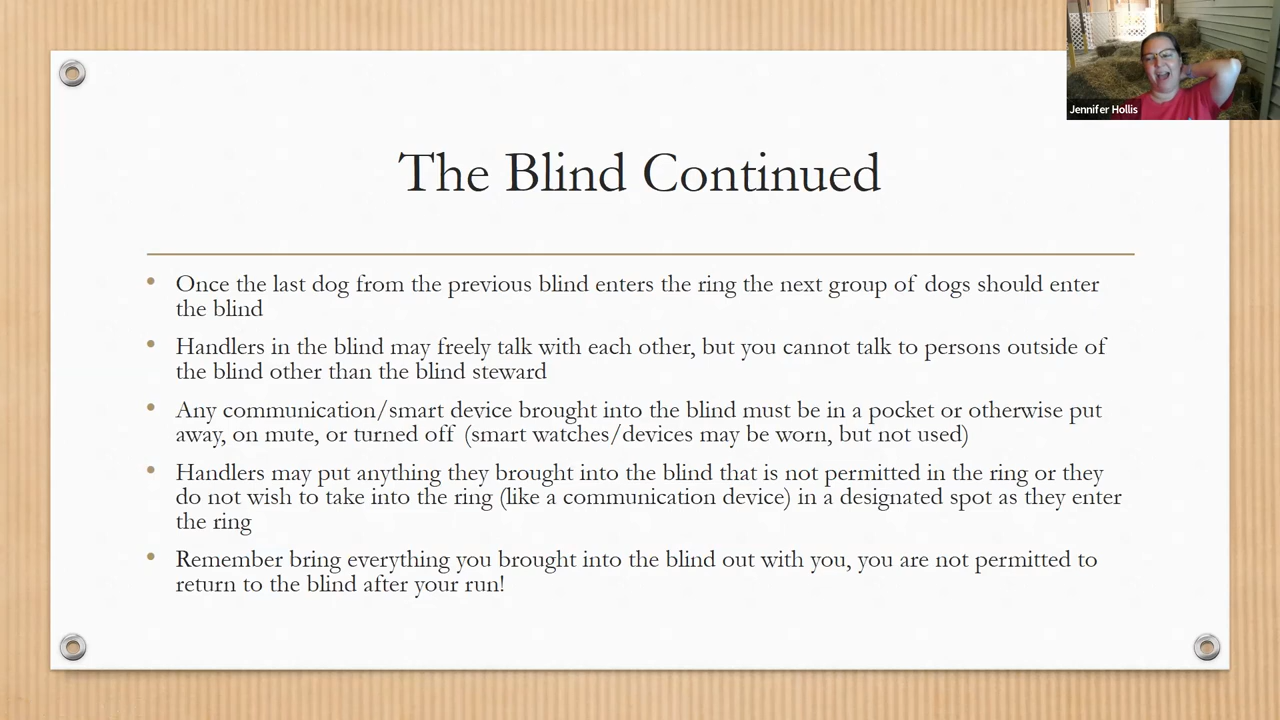 Jennifer Hollis
The Blind Continued
• Once the last dog from the previous blind enters the ring the next group of dogs should enter
the blind
• Handlers in the blind may freely talk with each other, but you cannot talk to persons outside of
the blind other than the blind steward
• Any communication/smart device brought into the blind must be in a pocket or otherwise put
away, on mute, or turned off (smart watches/devices may be worn, but not used)
• Handlers may put anything they brought into the blind that is not permitted in the ring or they
do not wish to take into the ring (like a communication device) in a designated spot as they enter
the ring
• Remember bring everything you brought into the blind out with you, you are not permitted to
return to the blind after your run!